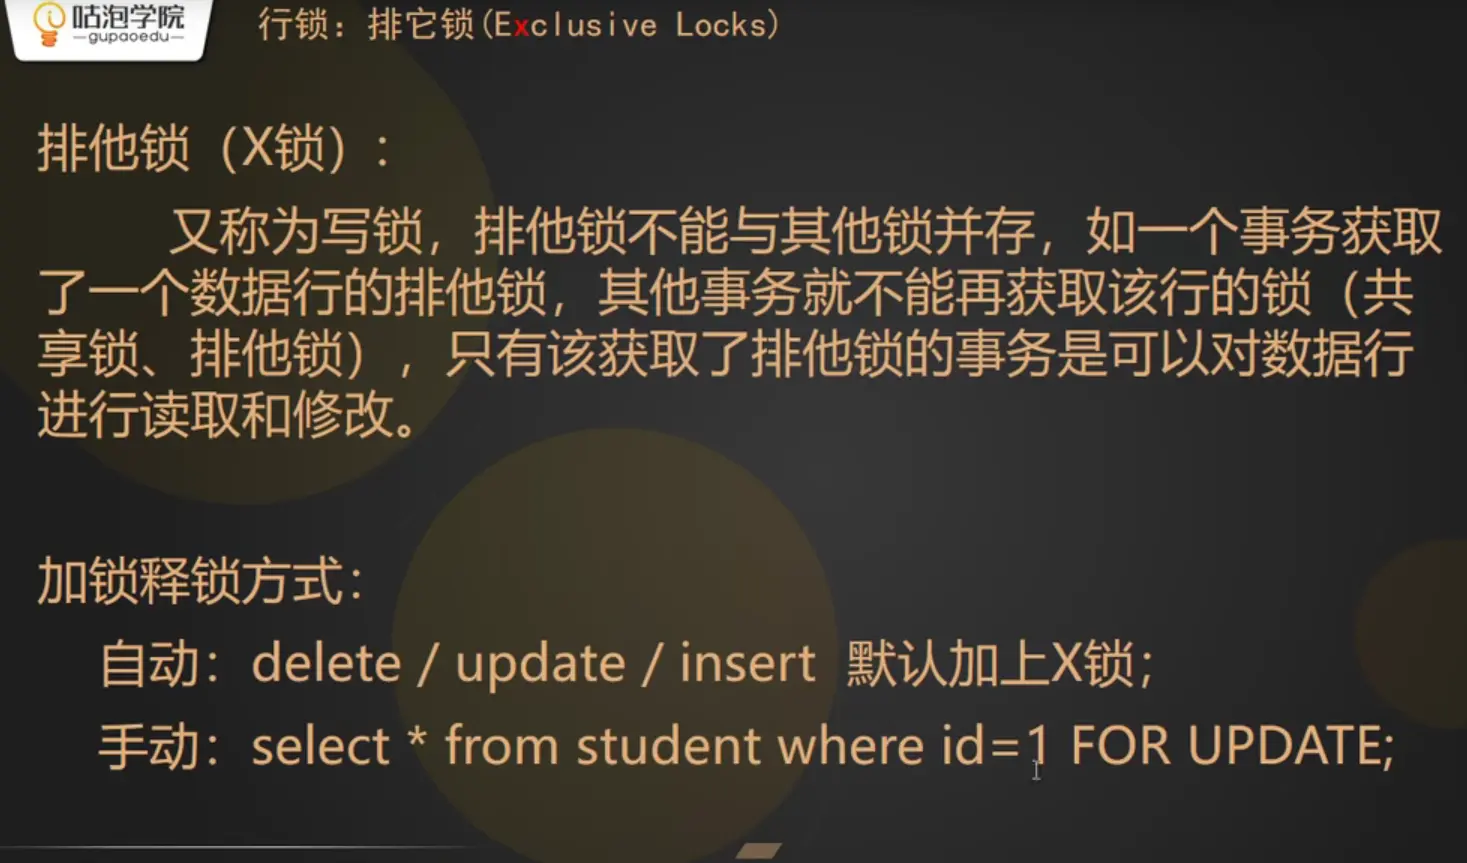 咕泡学院
gupaoedu
行锁：排它锁(Exclusive Locks)
排他锁（X锁）：
又称为写锁，排他锁不能与其他锁并存，如一个事务获取
了一个数据行的排他锁，其他事务就不能再获取该行的锁（共
享锁、排他锁），只有该获取了排他锁的事务是可以对数据行
进行读取和修改。
加锁释锁方式：
自动：delete / update / insert 默认加上X锁；
手动：select * from student where id=1 FOR UPDATE;